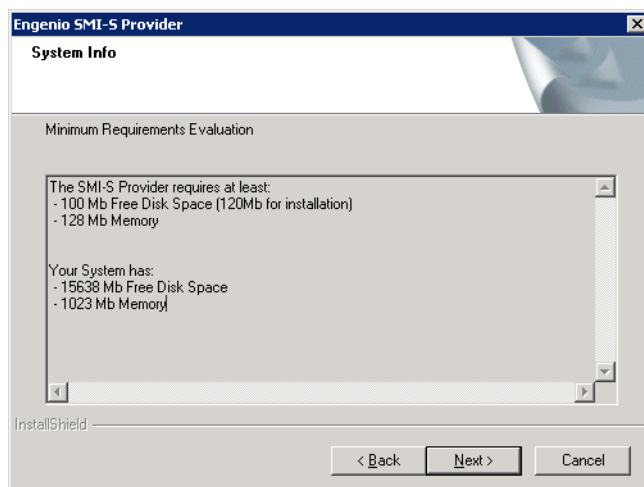 Engenio SMI-S Provider
System Info
Minimum Requirements Evaluation
The SMI-S Provider requires at least:
- 100 Mb Free Disk Space (120Mb for installation)
- 128 Mb Memory
Your System has:
- 15638 Mb Free Disk Space
- 1023 Mb Memory
InstallShield
< Back
Next >
Cancel